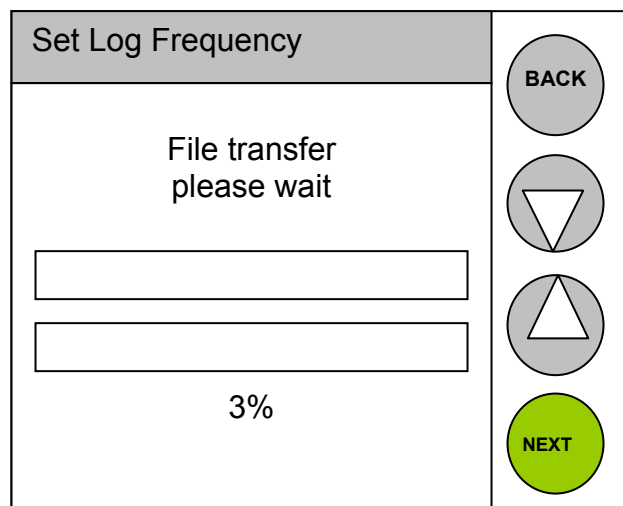 Set Log Frequency
BACK
File transfer
please wait
3%
NEXT